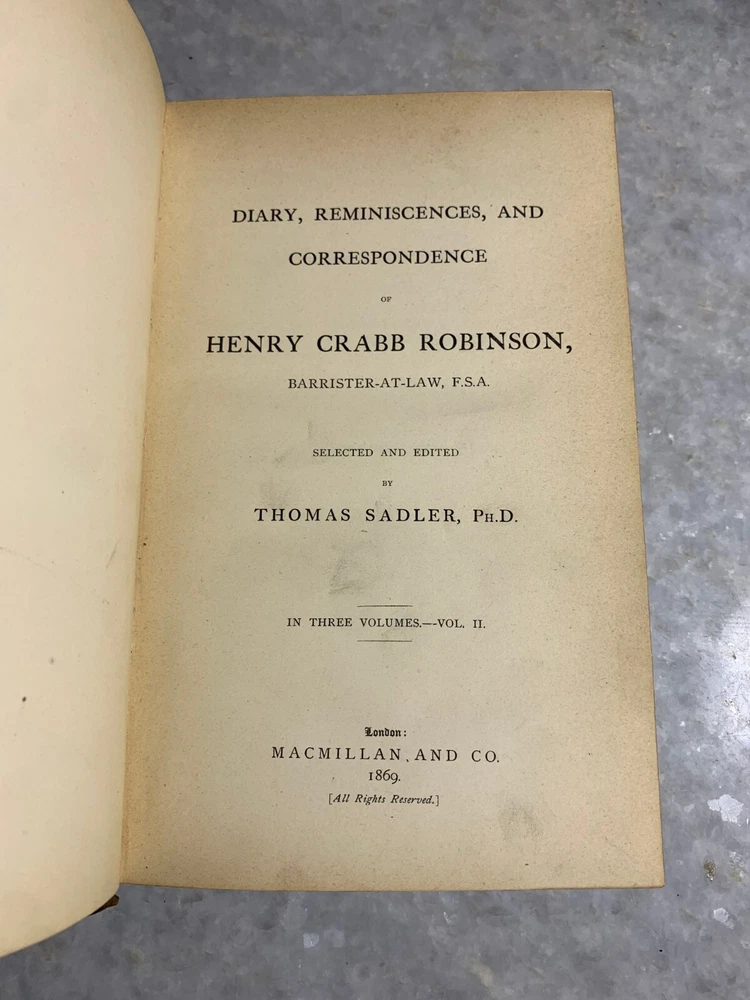 DIARY, REMINISCENCES, AND
CORRESPONDENCE
OF
HENRY CRABB ROBINSON,
BARRISTER-AT-LAW, F.S.A.
SELECTED AND EDITED
BY
THOMAS SADLER, PH.D.
IN THREE VOLUMES.—VOL. II.
London:
MACMILLAN AND CO.
1869.
[All Rights Reserved.]